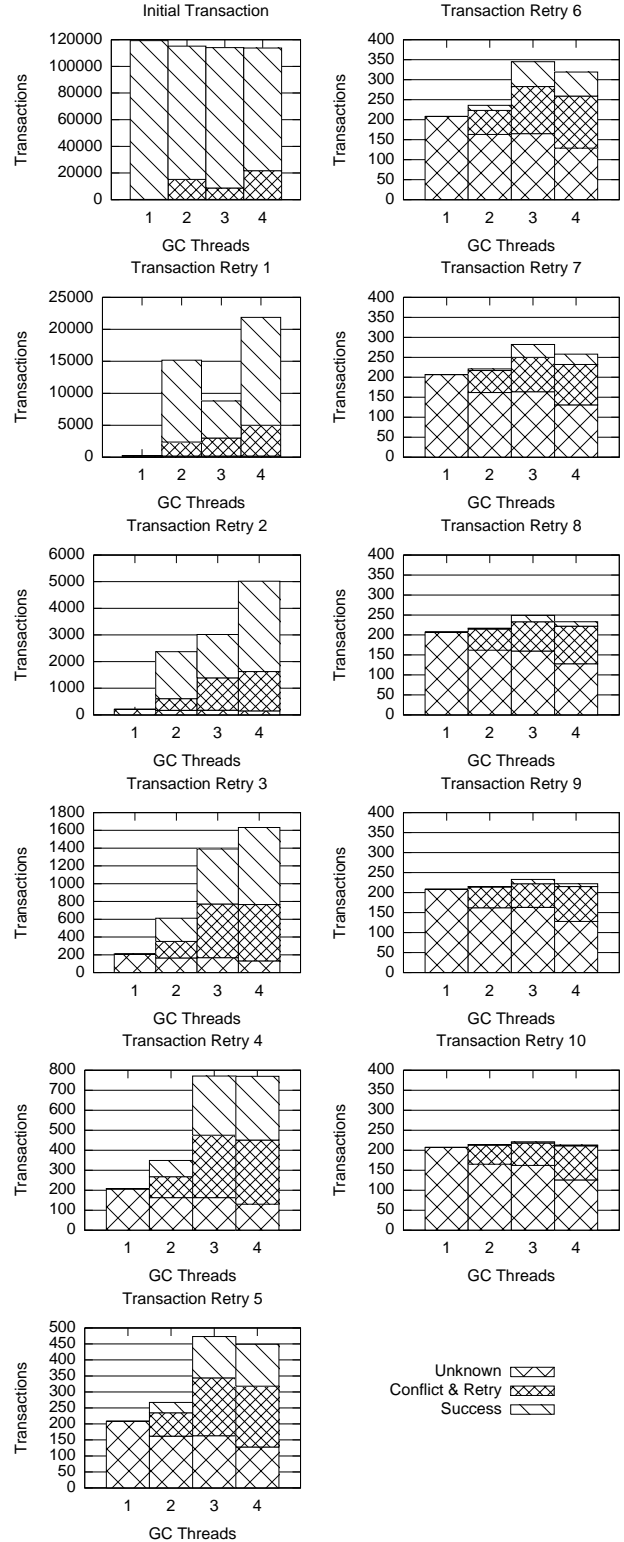 Initial Transaction
Transactions
120000
100000
80000
60000
40000
20000
0
1 2 3 4
GC Threads
Transaction Retry 1
Transactions
25000
20000
15000
10000
5000
0
1 2 3 4
GC Threads
Transaction Retry 2
Transactions
6000
5000
4000
3000
2000
1000
0
1 2 3 4
GC Threads
Transaction Retry 3
Transactions
1800
1600
1400
1200
1000
800
600
400
200
0
1 2 3 4
GC Threads
Transaction Retry 4
Transactions
800
700
600
500
400
300
200
100
0
1 2 3 4
GC Threads
Transaction Retry 5
Transactions
500
450
400
350
300
250
200
150
100
50
0
1 2 3 4
GC Threads
Transaction Retry 6
Transactions
400
350
300
250
200
150
100
50
0
1 2 3 4
GC Threads
Transaction Retry 7
Transactions
400
350
300
250
200
150
100
50
0
1 2 3 4
GC Threads
Transaction Retry 8
Transactions
400
350
300
250
200
150
100
50
0
1 2 3 4
GC Threads
Transaction Retry 9
Transactions
400
350
300
250
200
150
100
50
0
1 2 3 4
GC Threads
Transaction Retry 10
Transactions
400
350
300
250
200
150
100
50
0
1 2 3 4
GC Threads
Unknown
Conflict & Retry
Success